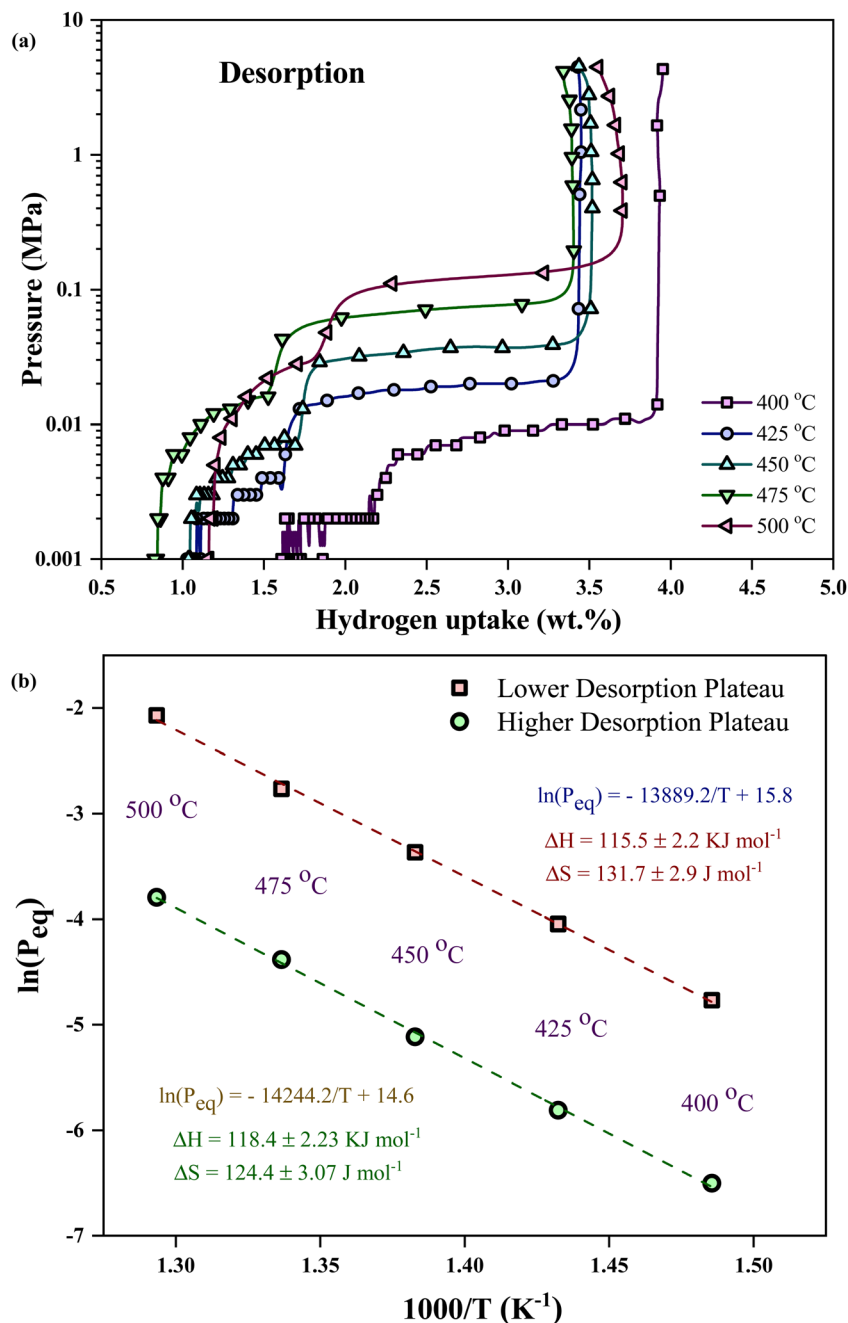 (a)
Desorption
10
1
0.1
0.01
0.001
Pressure (MPa)
400 °C
425 °C
450 °C
475 °C
500 °C
0.5 1.0 1.5 2.0 2.5 3.0 3.5 4.0 4.5 5.0
Hydrogen uptake (wt.%)
(b)
Lower Desorption Plateau
Higher Desorption Plateau
-2
-3
-4
-5
-6
-7
ln(Peq)
500 °C
475 °C
450 °C
425 °C
400 °C
ln(Peq) = - 13889.2/T + 15.8
ΔH = 115.5 ± 2.2 KJ mol-1
ΔS = 131.7 ± 2.9 J mol-1
ln(Peq) = - 14244.2/T + 14.6
ΔH = 118.4 ± 2.23 KJ mol-1
ΔS = 124.4 ± 3.07 J mol-1
1.30 1.35 1.40 1.45 1.50
1000/T (K-1)